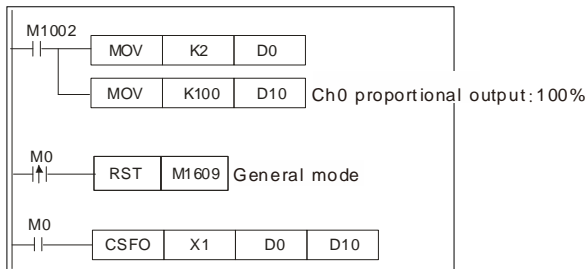 M1002
MOV K2 D0
MOV K100 D10 Ch0 proportional output:100%
M0
RST M1609 General mode
M0
CSFO X1 D0 D10